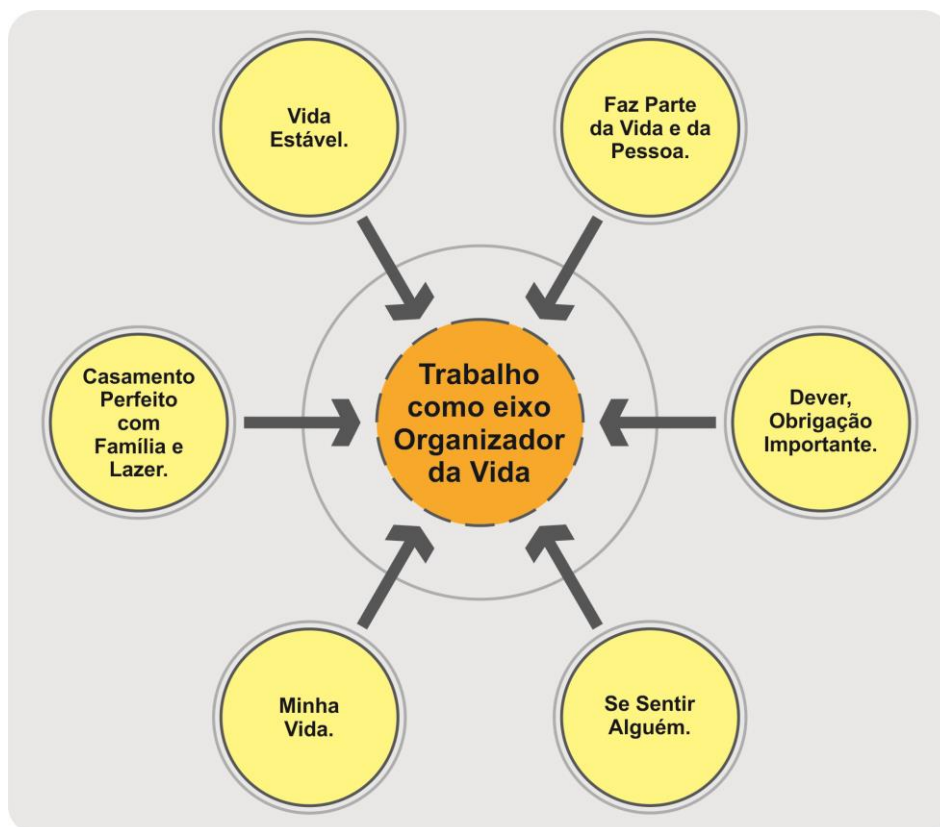 Vida
Estável.
Faz Parte
da Vida e da
Pessoa.
Casamento
Perfeito
com
Família e
Lazer.
Trabalho
como eixo
Organizador
da Vida
Dever,
Obrigação
Importante.
Minha
Vida.
Se Sentir
Alguém.